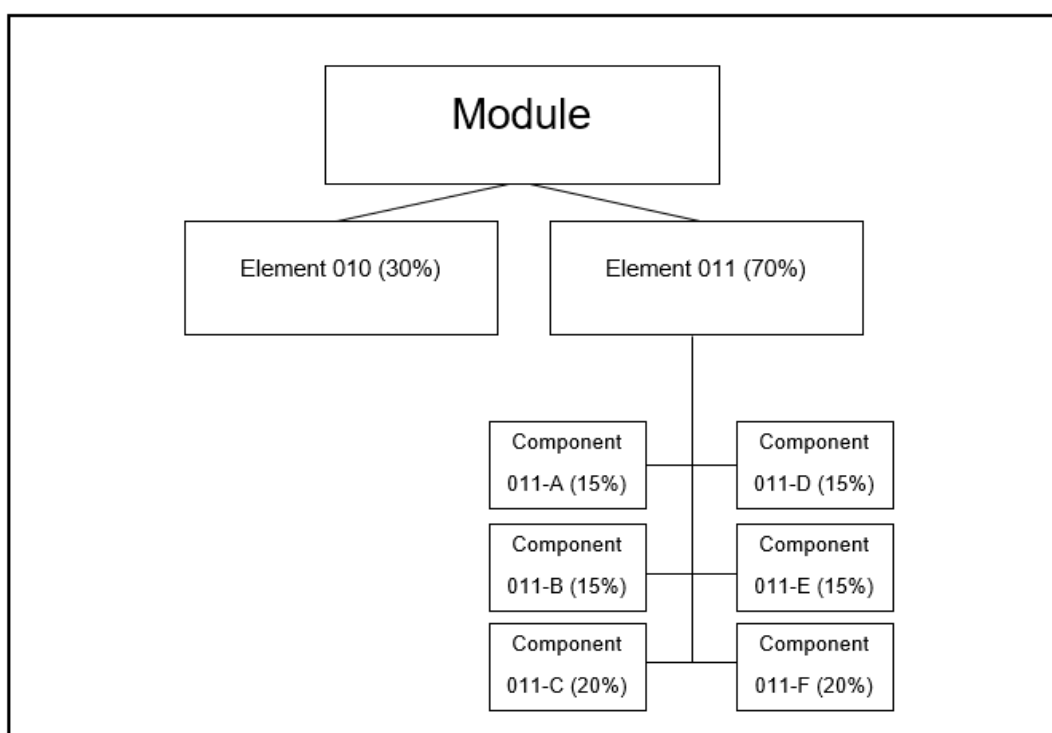 Module
Element 010 (30%)
Element 011 (70%)
Component
011-A (15%)
Component
011-D (15%)
Component
011-B (15%)
Component
011-E (15%)
Component
011-C (20%)
Component
011-F (20%)